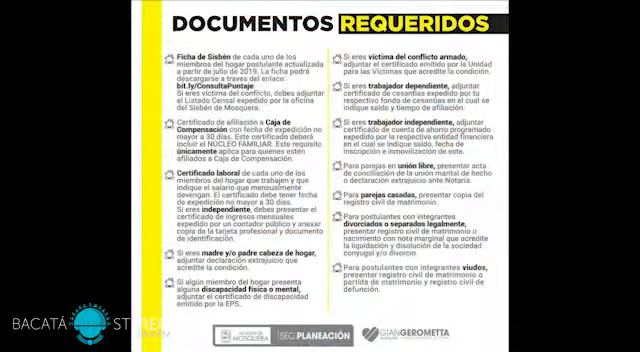 DOCUMENTOS REQUERIDOS
Ficha de Sisbén de cada uno de los
miembros del hogar postulante actualizada
a partir de julio de 2019. La ficha podrá
descargarse a través del enlace:
bit.ly/ConsultaPuntaje
Si eres víctima del conflicto, debes adjuntar
el Listado Censal expedido por la oficina
del Sisbén de Mosquera.
Certificado de afiliación a Caja de
Compensación con fecha de expedición no
mayor a 30 días. Este certificado deberá
incluir el NÚCLEO FAMILIAR. Este requisito
únicamente aplica para quienes estén
afiliados a Caja de Compensación.
Certificado laboral de cada uno de los
miembros del hogar que trabajen y que
indique el salario que mensualmente
devengan. El certificado debe tener fecha
de expedición no mayor a 30 días.
Si eres independiente, debes presentar el
certificado de ingresos mensuales
expedido por un contador público y anexar
copia de la tarjeta profesional y documento
de identificación.
Si eres madre y/o padre cabeza de hogar,
adjuntar declaración extrajuicio que
acredite la condición.
Si algún miembro del hogar presenta
alguna discapacidad física o mental,
adjuntar el certificado de discapacidad
emitido por la EPS.
Si eres víctima del conflicto armado,
adjuntar el certificado emitido por la Unidad
para las Víctimas que acredite la condición.
Si eres trabajador dependiente, adjuntar
certificado de cesantías expedido por tu
respectivo fondo de cesantías en el cual se
indique saldo y tiempo de afiliación.
Si eres trabajador independiente, adjuntar
certificado de cuenta de ahorro programado
expedido por la respectiva entidad financiera
en el cual se indique saldo, fecha de
inscripción e inmovilización de este.
Para parejas en unión libre, presentar acta
de conciliación de la unión marital de hecho
o declaración extrajuicio ante Notaría.
Para parejas casadas, presentar copia del
registro civil de matrimonio.
Para postulantes con integrantes
divorciados o separados legalmente,
presentar registro civil de matrimonio o
nacimiento con nota marginal que acredite
la liquidación y disolución de la sociedad
conyugal y/o divorcio.
Para postulantes con integrantes viudos,
presentar registro civil de matrimonio o
partida de matrimonio y registro civil de
defunción.
BACATÁ STEREO
MOSQUERA
SEC. PLANEACIÓN
GIANGEROMETTA